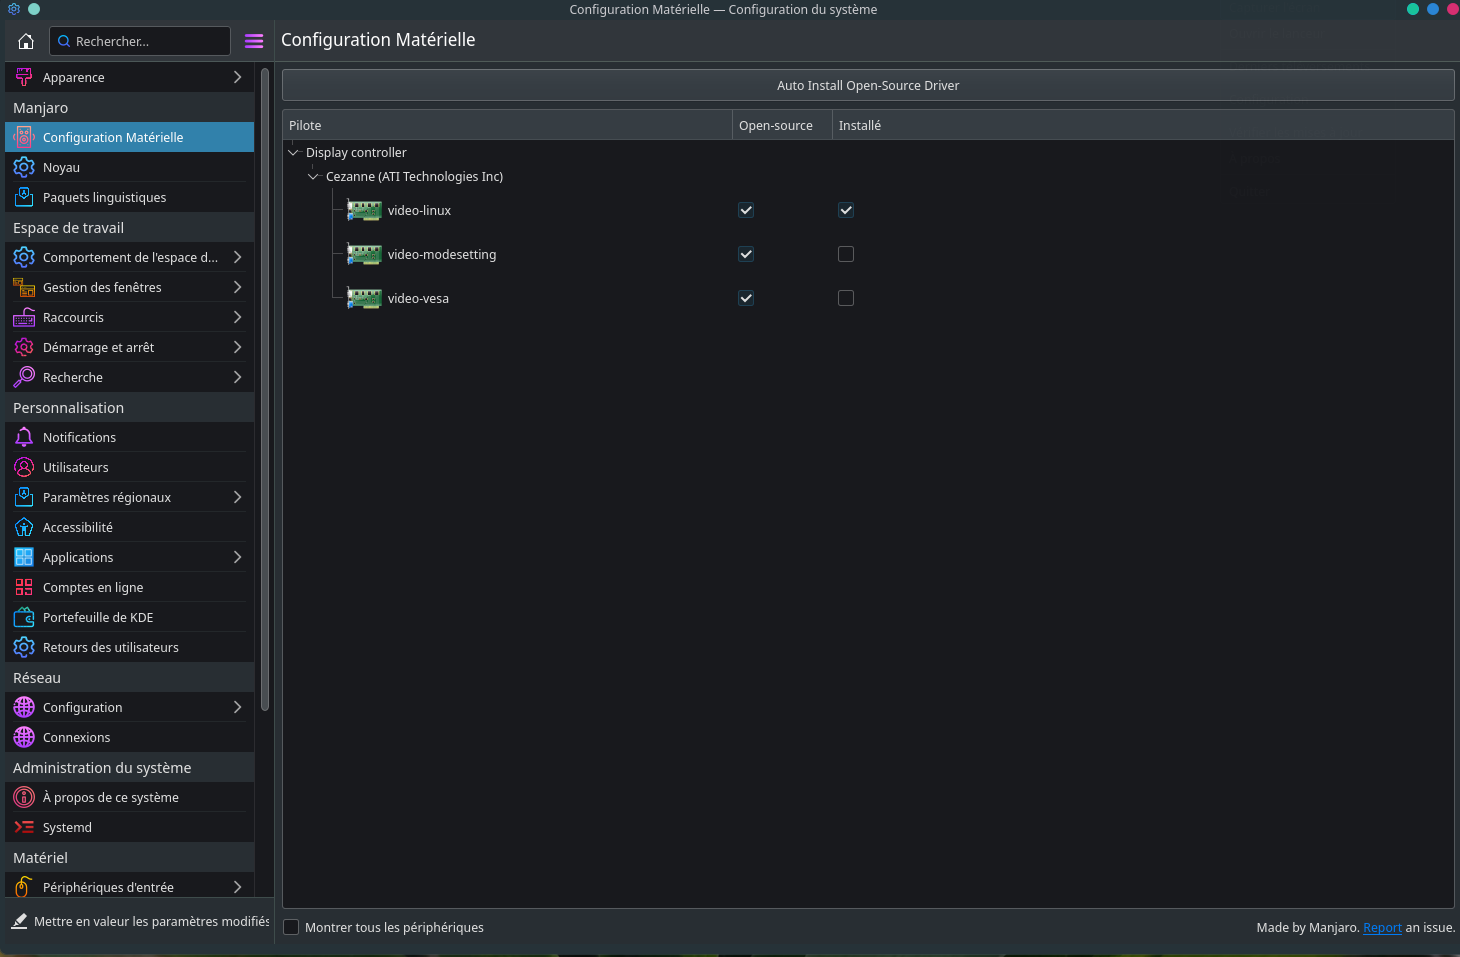 Configuration Matérielle — Configuration du système
Rechercher...
Configuration Matérielle
Apparence
Manjaro
Configuration Matérielle
Noyau
Paquets linguistiques
Espace de travail
Comportement de l'espace d...
Gestion des fenêtres
Raccourcis
Démarrage et arrêt
Recherche
Personnalisation
Notifications
Utilisateurs
Paramètres régionaux
Accessibilité
Applications
Comptes en ligne
Portefeuille de KDE
Retours des utilisateurs
Réseau
Configuration
Connexions
Administration du système
À propos de ce système
Systemd
Matériel
Périphériques d'entrée
Mettre en valeur les paramètres modifiés
Auto Install Open-Source Driver
Pilote Open-source Installé
Display controller
Cezanne (ATI Technologies Inc)
video-linux
video-modesetting
video-vesa
Montrer tous les périphériques
Made by Manjaro. Report an issue.